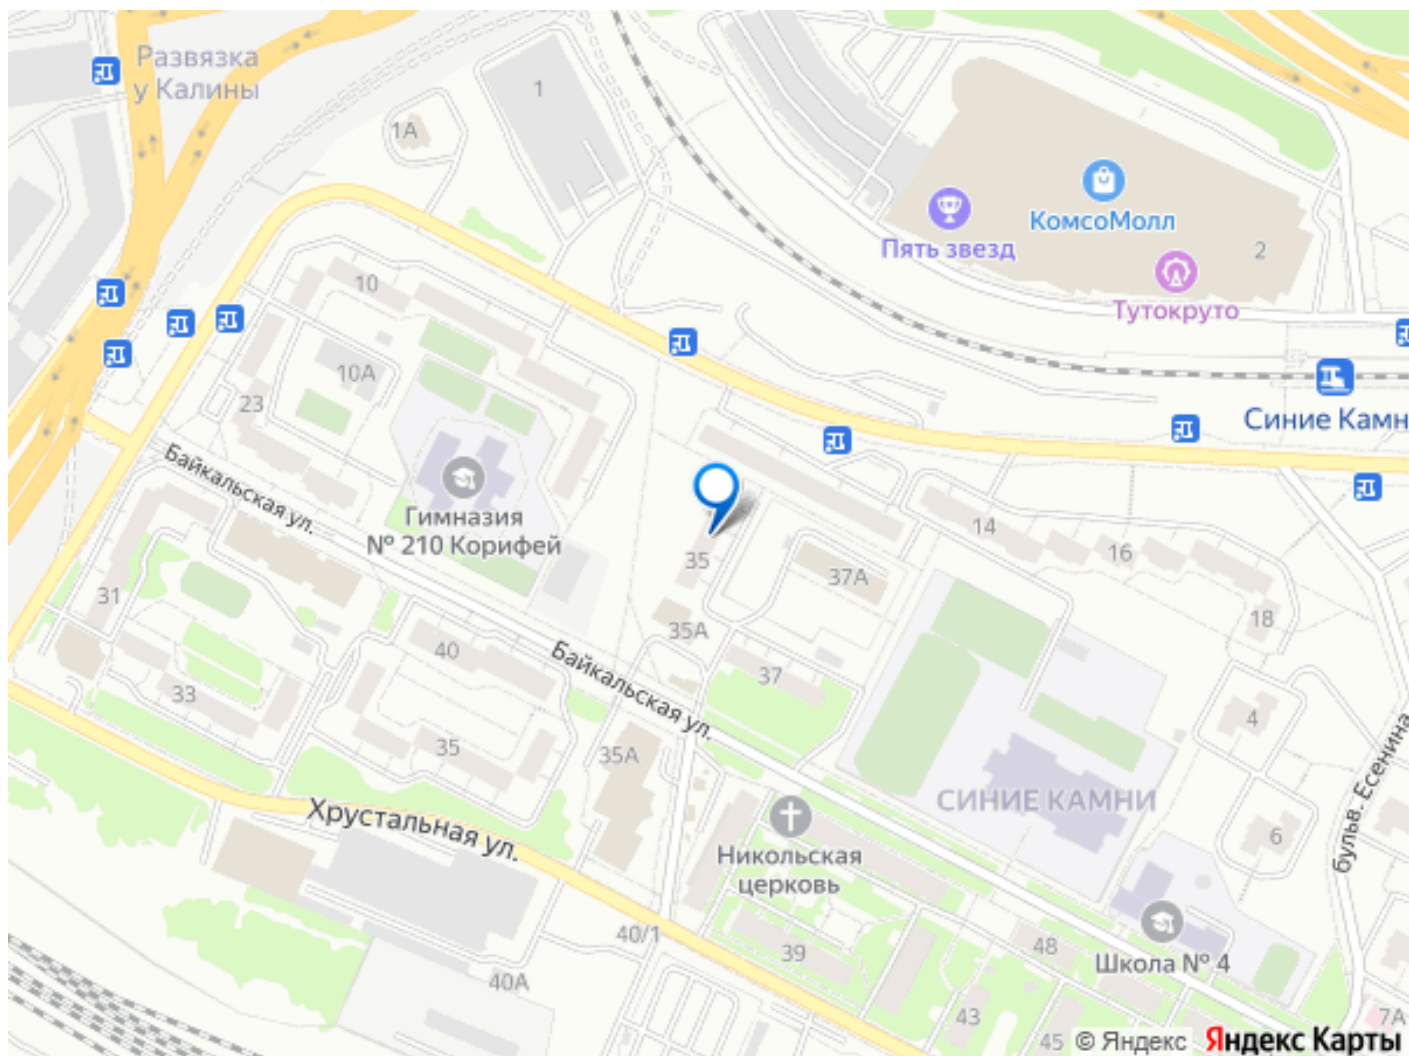 Развязка
у Калины
1
1А
КомсоМолл
Пять звезд
2
Тутокруто
10
10А
23
Синие Камн
Байкальская ул.
Гимназия
№ 210 Корифей
14
16
18
35
37А
31
35А
40
37
Байкальская ул.
33
35
35А
4
бульв. Есенина
СИНИЕ КАМНИ
Хрустальная ул.
6
Никольская
церковь
40/1
39
48
Школа № 4
40А
43
45
7А
© Яндекс
Яндекс Карты